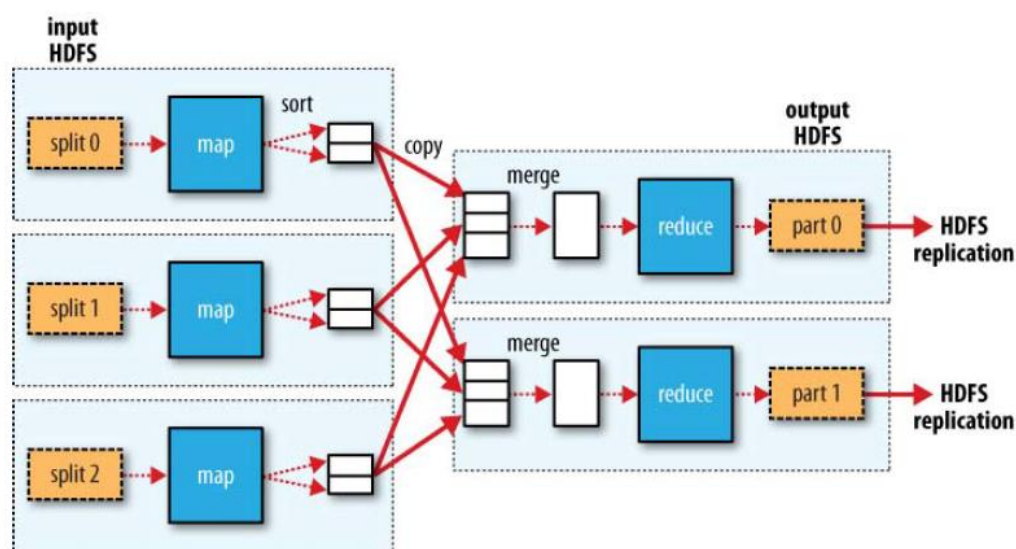 input
HDFS
split 0
map
sort
copy
split 1
map
split 2
map
output
HDFS
merge
reduce
part 0
HDFS
replication
merge
reduce
part 1
HDFS
replication